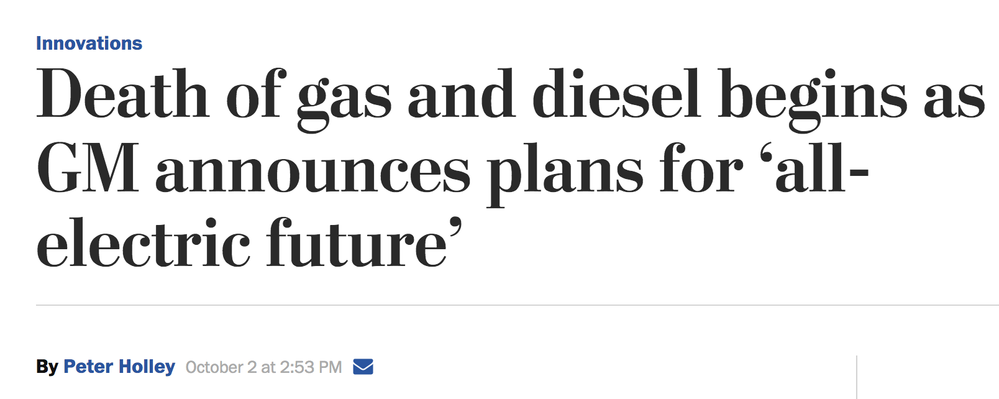 Innovations
Death of gas and diesel begins as
GM announces plans for ‘all-
electric future’
By Peter Holley October 2 at 2:53 PM